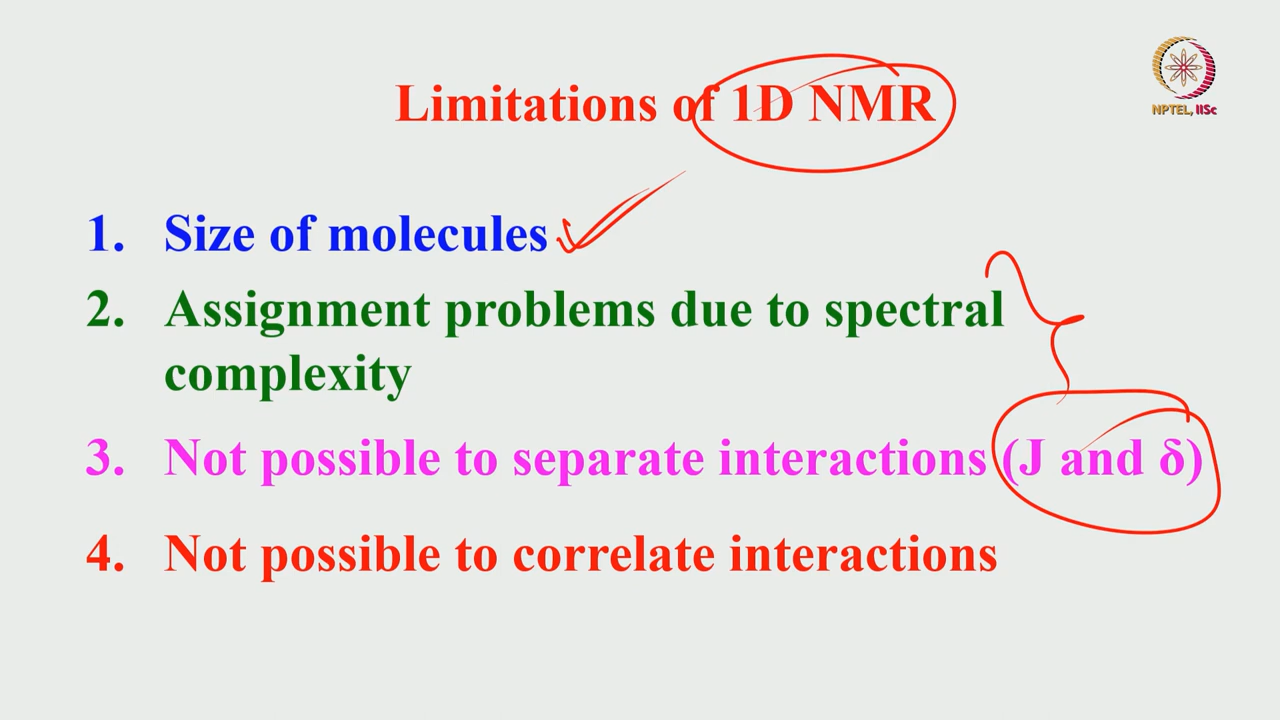 NPTEL, IISc
Limitations of 1D NMR
1. Size of molecules
2. Assignment problems due to spectral
complexity
3. Not possible to separate interactions (J and δ)
4. Not possible to correlate interactions